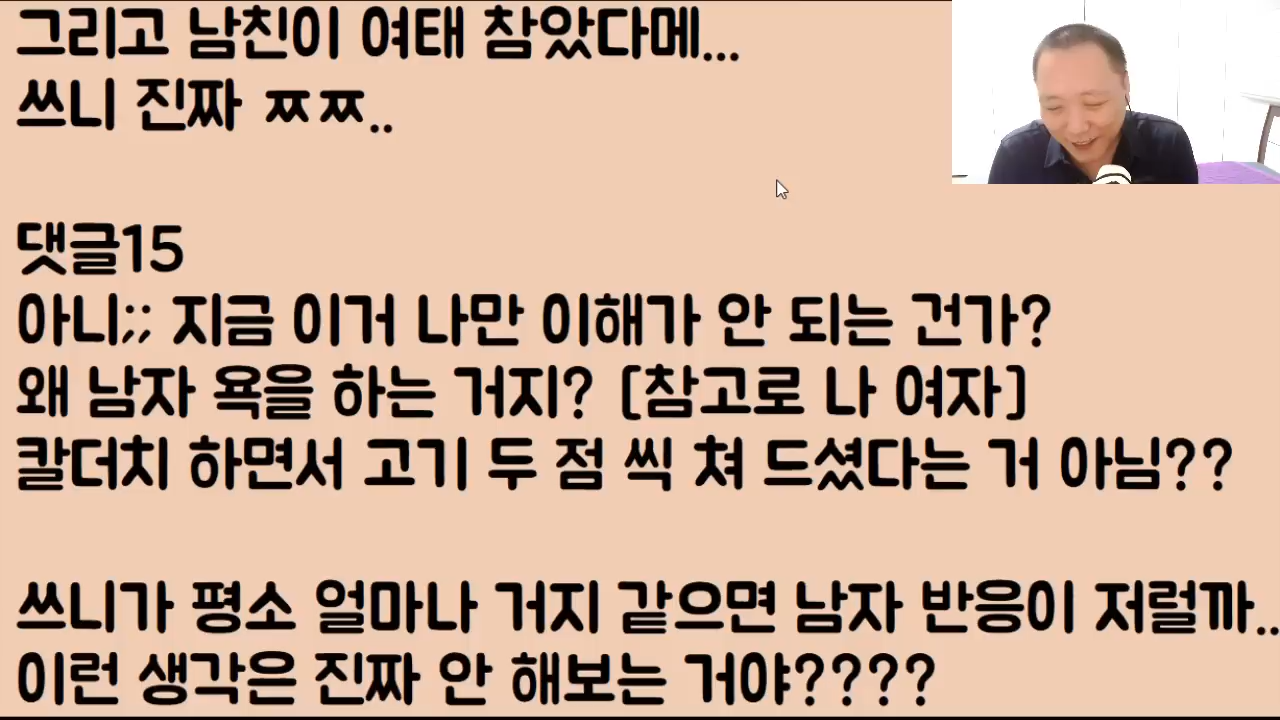 그리고 남친이 여태 참았다메...
쓰니 진짜 ㅉㅉ..
댓글15
아니;; 지금 이거 나만 이해가 안 되는 건가?
왜 남자 욕을 하는 거지? [참고로 나 여자]
칼더치 하면서 고기 두 점 씩 쳐 드셨다는 거 아님??
쓰니가 평소 얼마나 거지 같으면 남자 반응이 저럴까..
이런 생각은 진짜 안 해보는 거야????